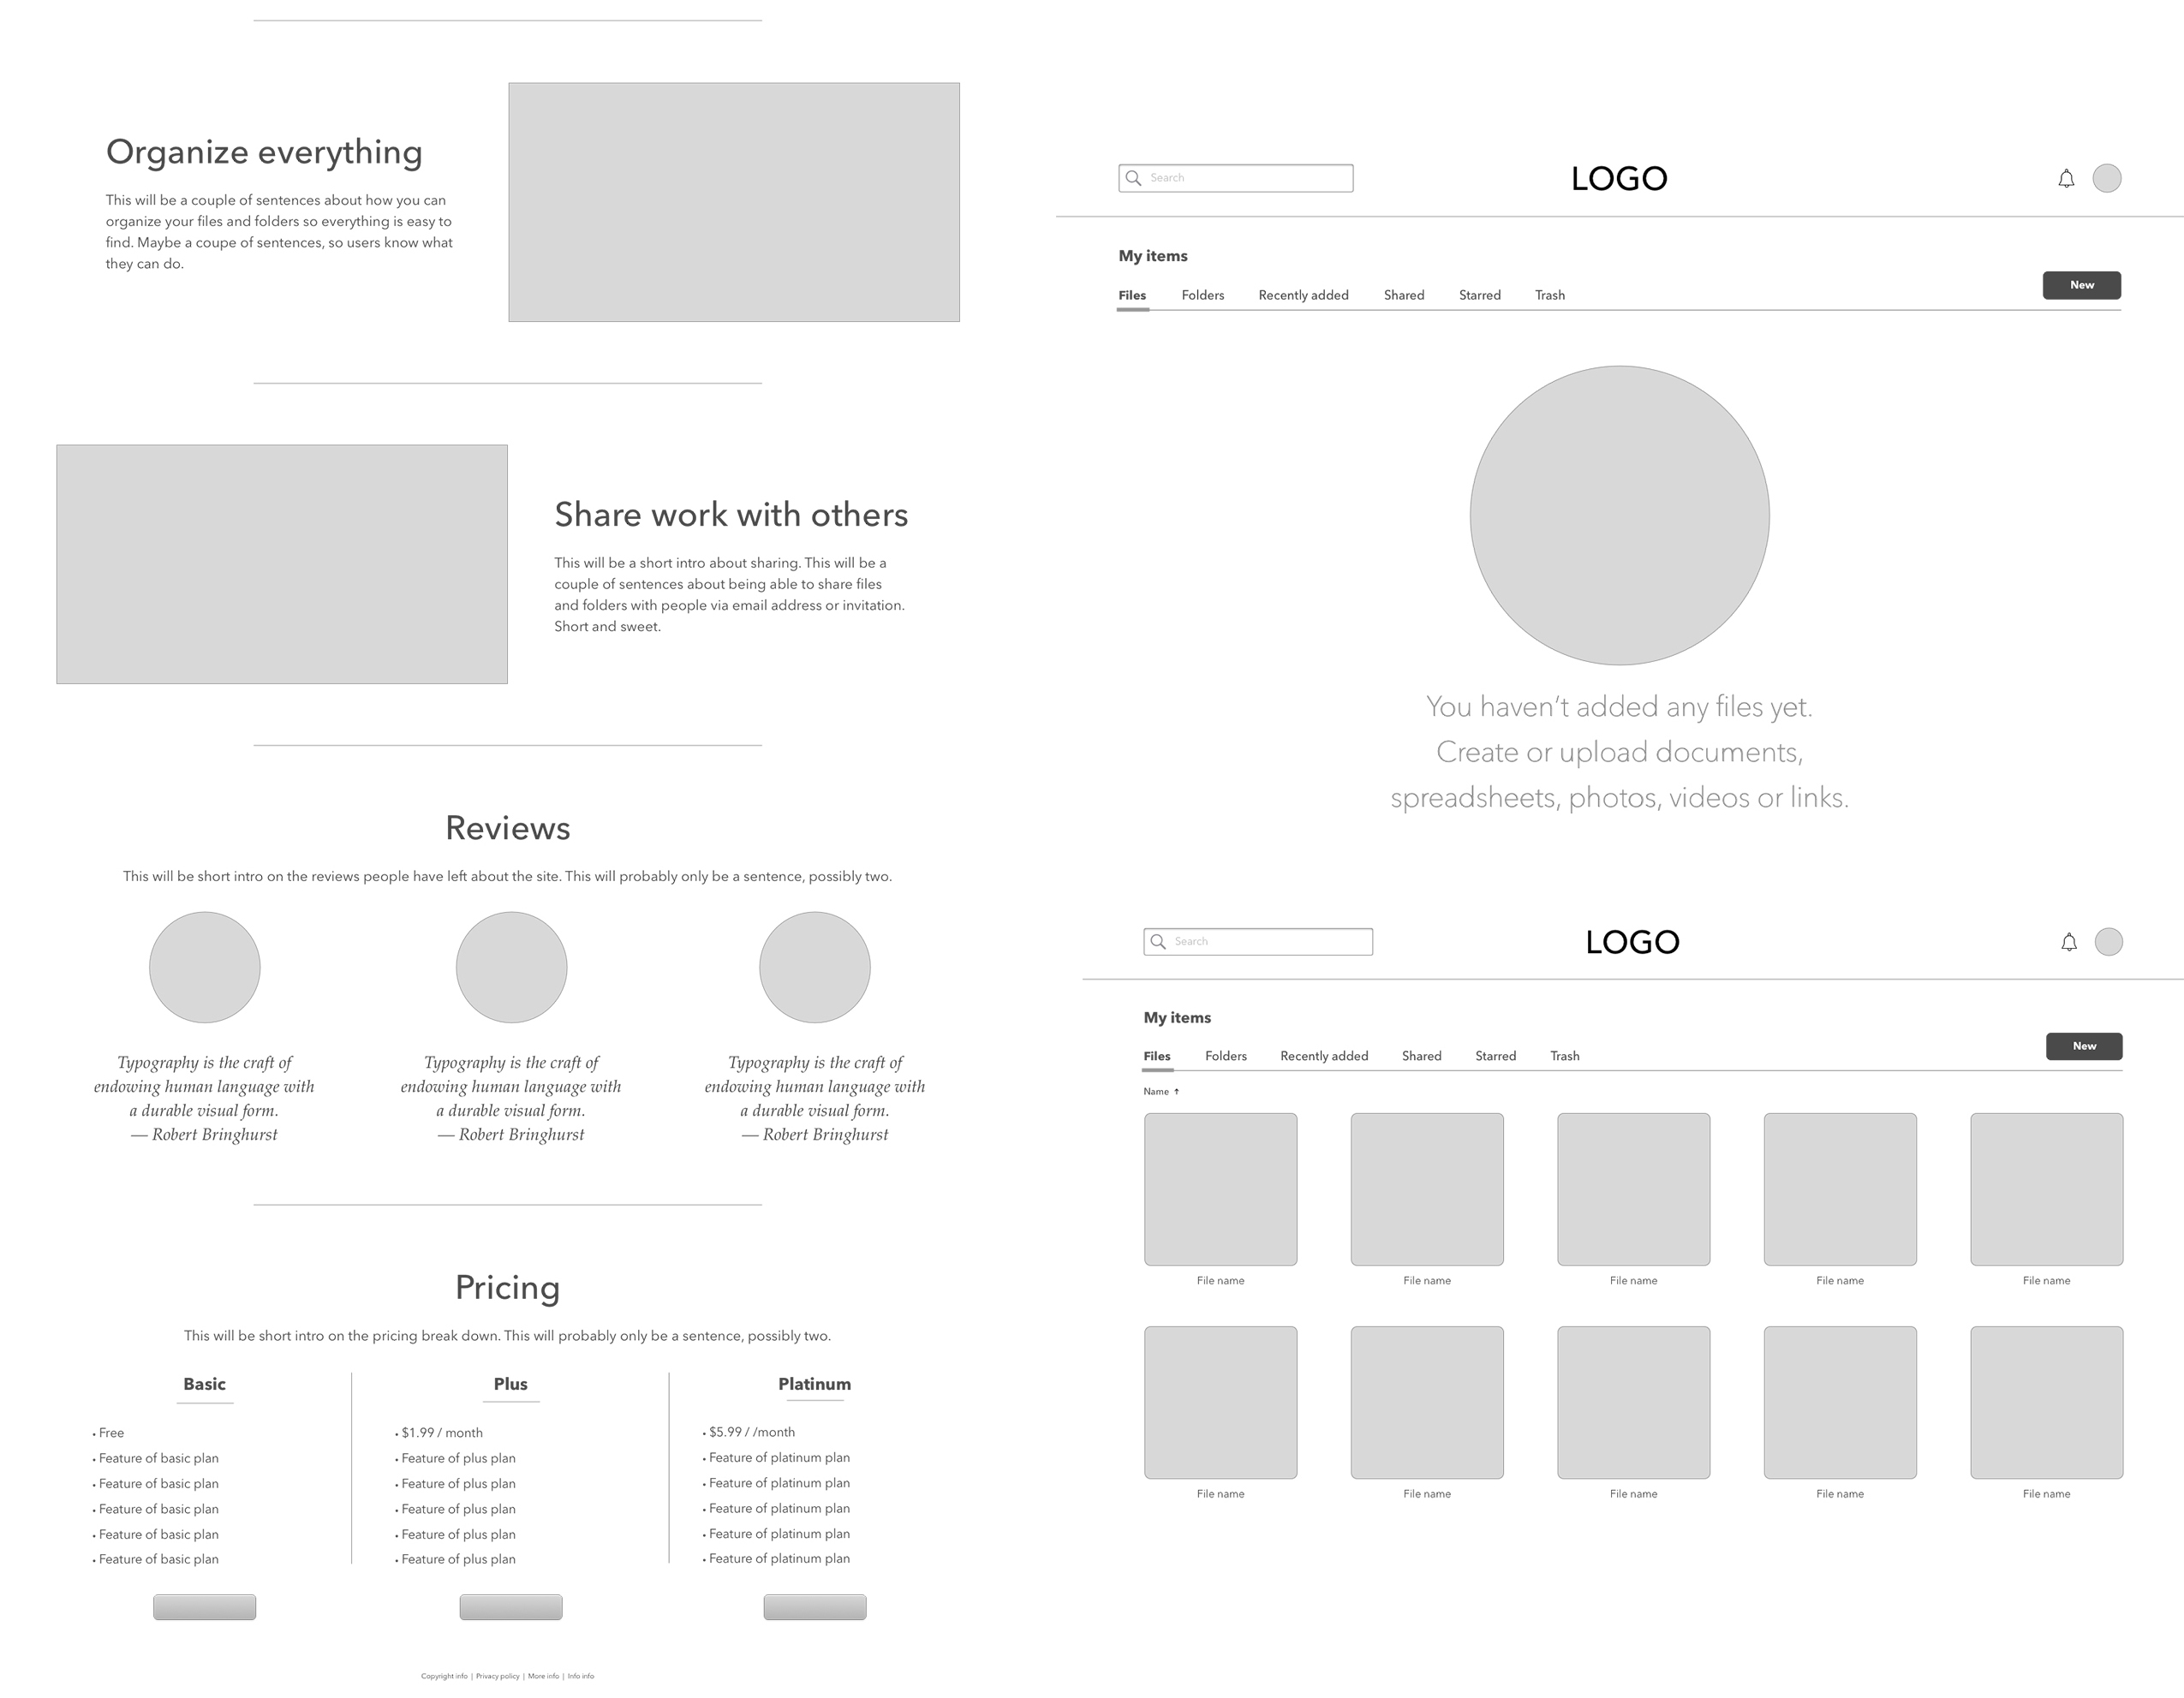 Organize everything
This will be a couple of sentences about how you can
organize your files and folders so everything is easy to
find. Maybe a coupe of sentences, so users know what
they can do.
Share work with others
This will be a short intro about sharing. This will be a
couple of sentences about being able to share files
and folders with people via email address or invitation.
Short and sweet.
Reviews
This will be short intro on the reviews people have left about the site. This will probably only be a sentence, possibly two.
Typography is the craft of
endowing human language with
a durable visual form.
— Robert Bringhurst
Typography is the craft of
endowing human language with
a durable visual form.
— Robert Bringhurst
Typography is the craft of
endowing human language with
a durable visual form.
— Robert Bringhurst
Pricing
This will be short intro on the pricing break down. This will probably only be a sentence, possibly two.
Basic
• Free
• Feature of basic plan
• Feature of basic plan
• Feature of basic plan
• Feature of basic plan
• Feature of basic plan
Plus
• $1.99 / month
• Feature of plus plan
• Feature of plus plan
• Feature of plus plan
• Feature of plus plan
• Feature of plus plan
Platinum
• $5.99 / /month
• Feature of platinum plan
• Feature of platinum plan
• Feature of platinum plan
• Feature of platinum plan
• Feature of platinum plan
Copyright info | Privacy policy | More info | Info info
Search
LOGO
My items
Files Folders Recently added Shared Starred Trash
New
You haven't added any files yet.
Create or upload documents,
spreadsheets, photos, videos or links.
Search
LOGO
My items
Files Folders Recently added Shared Starred Trash
New
Name ↑
File name File name File name File name File name
File name File name File name File name File name